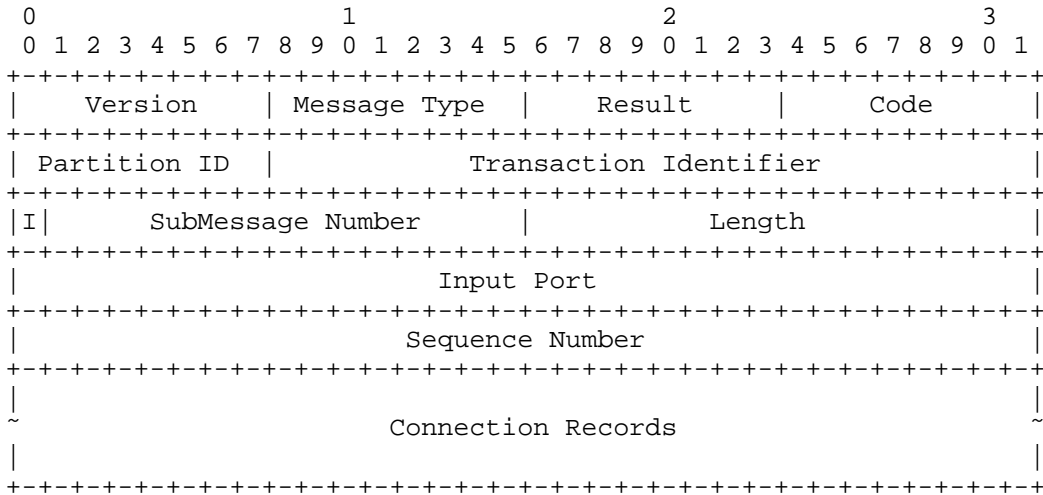 0                   1                   2                   3
 0 1 2 3 4 5 6 7 8 9 0 1 2 3 4 5 6 7 8 9 0 1 2 3 4 5 6 7 8 9 0 1
+-+-+-+-+-+-+-+-+-+-+-+-+-+-+-+-+-+-+-+-+-+-+-+-+-+-+-+-+-+-+-+-+
|    Version    | Message Type  |    Result     |     Code      |
+-+-+-+-+-+-+-+-+-+-+-+-+-+-+-+-+-+-+-+-+-+-+-+-+-+-+-+-+-+-+-+-+
| Partition ID  |            Transaction Identifier             |
+-+-+-+-+-+-+-+-+-+-+-+-+-+-+-+-+-+-+-+-+-+-+-+-+-+-+-+-+-+-+-+-+
|I|      SubMessage Number      |           Length              |
+-+-+-+-+-+-+-+-+-+-+-+-+-+-+-+-+-+-+-+-+-+-+-+-+-+-+-+-+-+-+-+-+
|                          Input Port                           |
+-+-+-+-+-+-+-+-+-+-+-+-+-+-+-+-+-+-+-+-+-+-+-+-+-+-+-+-+-+-+-+-+
|                        Sequence Number                        |
+-+-+-+-+-+-+-+-+-+-+-+-+-+-+-+-+-+-+-+-+-+-+-+-+-+-+-+-+-+-+-+-+
|                                                               |
~                       Connection Records                      ~
|                                                               |
+-+-+-+-+-+-+-+-+-+-+-+-+-+-+-+-+-+-+-+-+-+-+-+-+-+-+-+-+-+-+-+-+